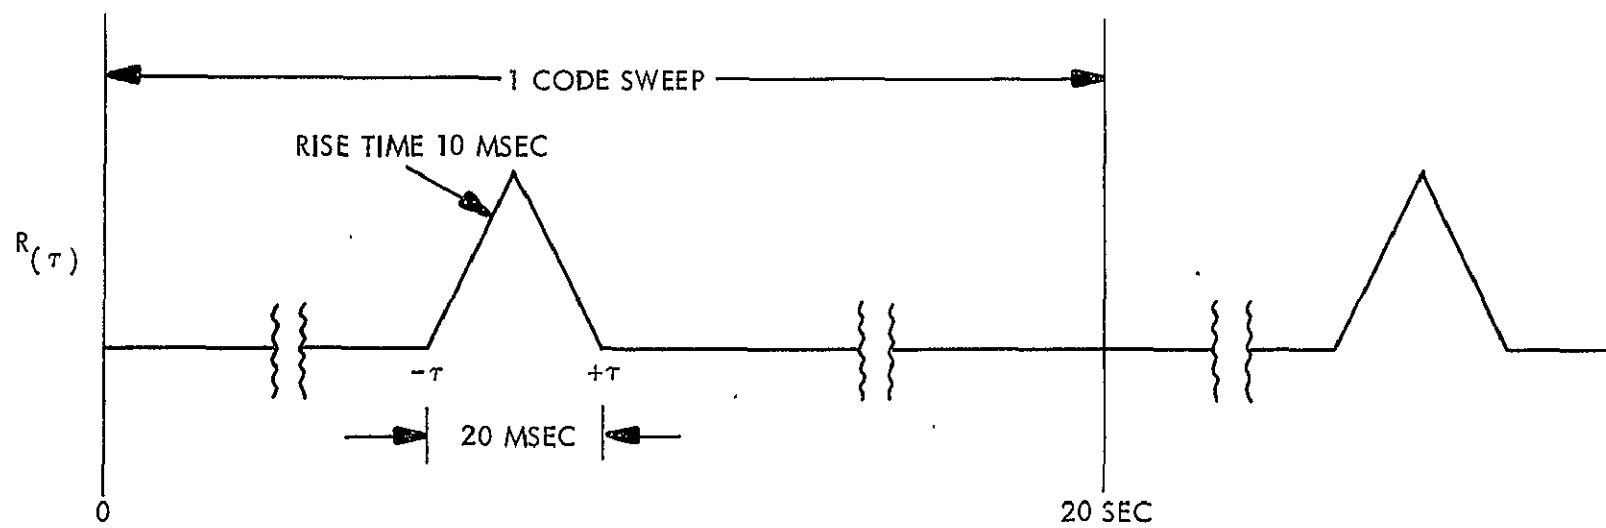 1 CODE SWEEP
RISE TIME 10 MSEC
R(τ)
-τ
+τ
20 MSEC
0
20 SEC